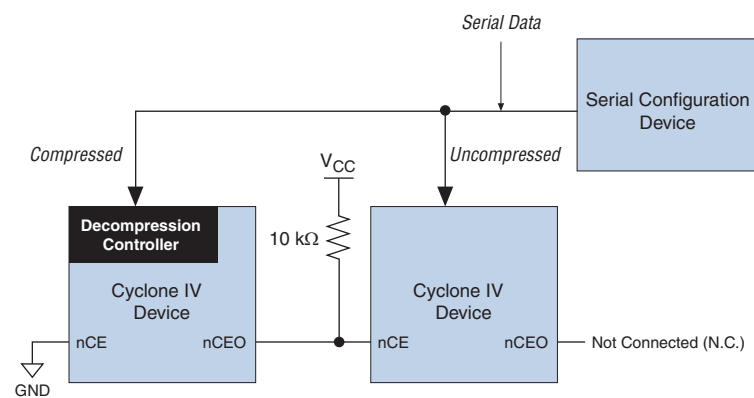 Serial Data
Serial Configuration
Device
Compressed
Uncompressed
VCC
10 kΩ
Decompression
Controller
Cyclone IV
Device
nCE
nCEO
GND
Cyclone IV
Device
nCE
nCEO
Not Connected (N.C.)